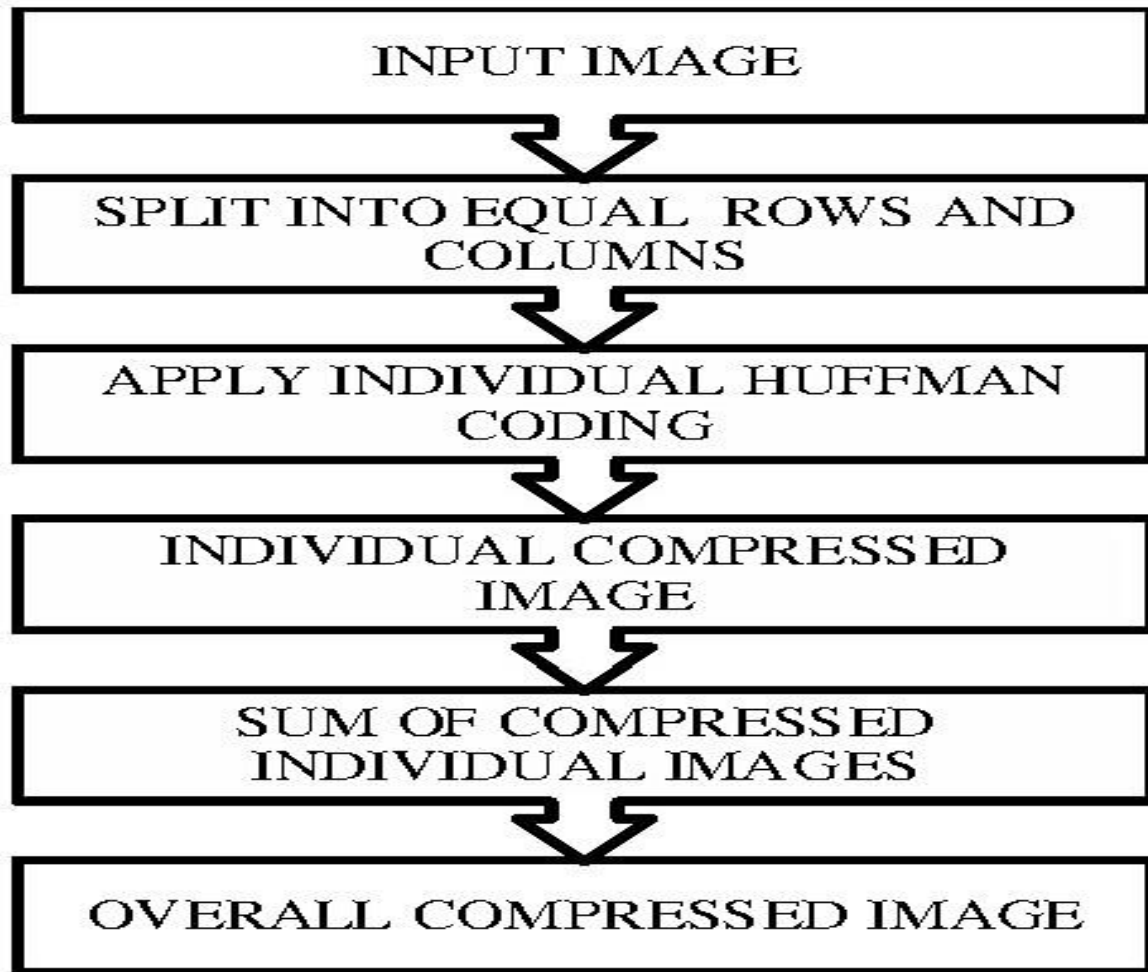 INPUT IMAGE
SPLIT INTO EQUAL ROWS AND
COLUMNS
APPLY INDIVIDUAL HUFFMAN
CODING
INDIVIDUAL COMPRESSED
IMAGE
SUM OF COMPRESSED
INDIVIDUAL IMAGES
OVERALL COMPRESSED IMAGE